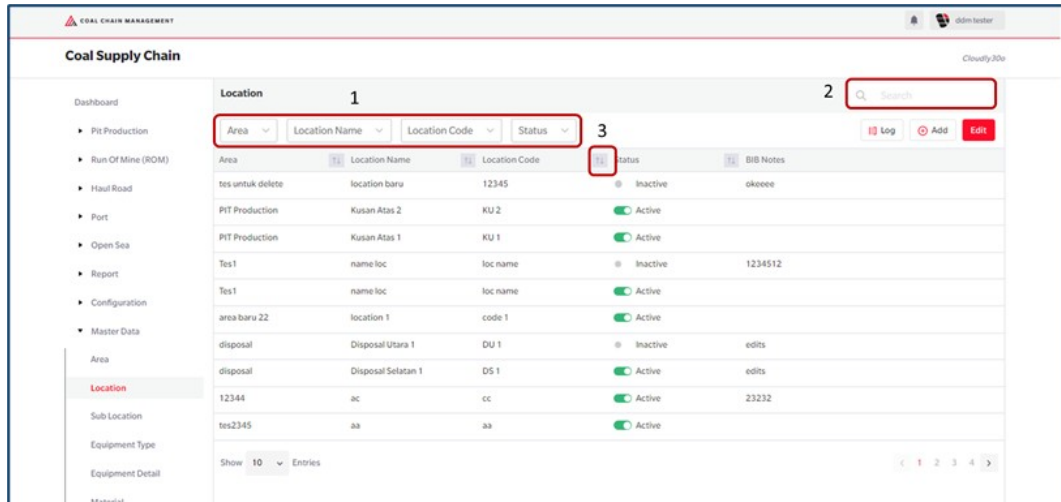 COAL CHAIN MANAGEMENT
ddm tester
Coal Supply Chain
Cloudly30o
Dashboard
Pit Production
Run Of Mine (ROM)
Haul Road
Port
Open Sea
Report
Configuration
Master Data
Area
Location
Sub Location
Equipment Type
Equipment Detail
Material
Location
1
2
Search
Area
Location Name
Location Code
Status
3
Log
Add
Edit
Area Location Name Location Code Status BIB Notes
tes untuk delete location baru 12345 Inactive okeeee
PIT Production Kusan Atas 2 KU 2 Active
PIT Production Kusan Atas 1 KU 1 Active
Tes1 name loc loc name Inactive 1234512
Tes1 name loc loc name Active
area baru 22 location 1 code 1 Active
disposal Disposal Utara 1 DU 1 Inactive edits
disposal Disposal Selatan 1 DS 1 Active edits
12344 ac cc Active 23232
tes2345 aa aa Active
Show 10 Entries
1 2 3 4